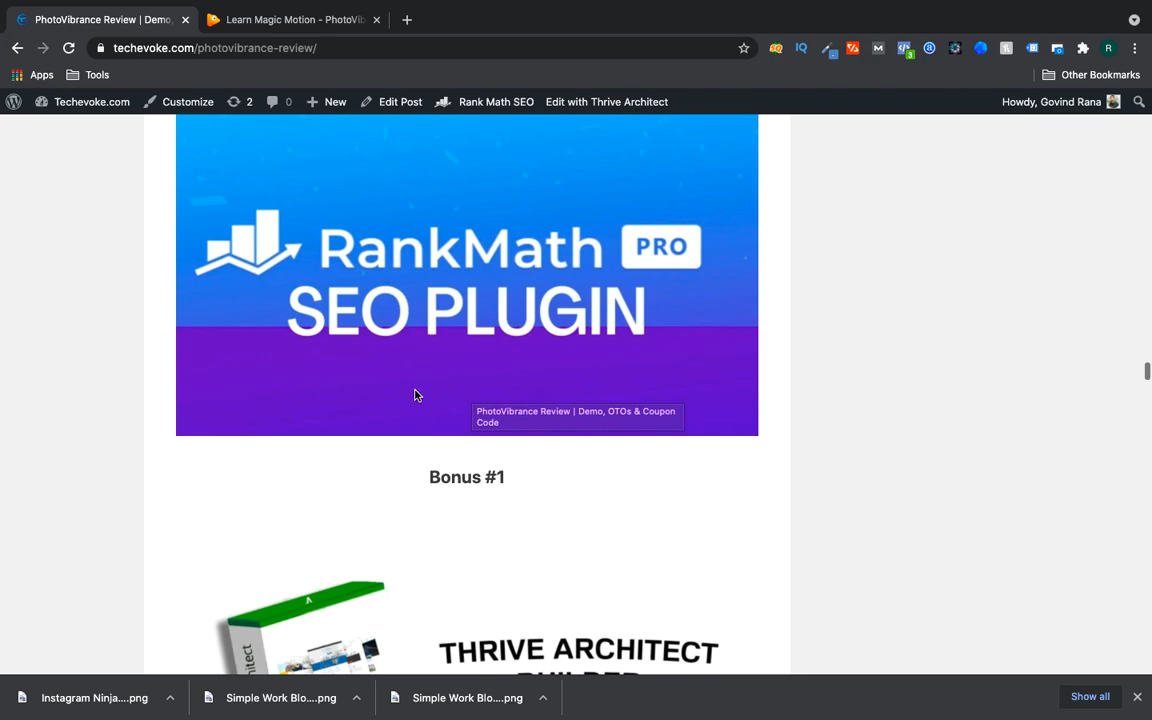 PhotoVibrance Review | Demo,
Learn Magic Motion - PhotoVib
techevoke.com/photovibrance-review/
Apps
Tools
Other Bookmarks
Techevoke.com
Customize
2
0
New
Edit Post
Rank Math SEO
Edit with Thrive Architect
Howdy, Govind Rana
RankMath PRO
SEO PLUGIN
PhotoVibrance Review | Demo, OTOs & Coupon
Code
Bonus #1
THRIVE ARCHITECT
Instagram Ninja....png
Simple Work Blo....png
Simple Work Blo....png
Show all